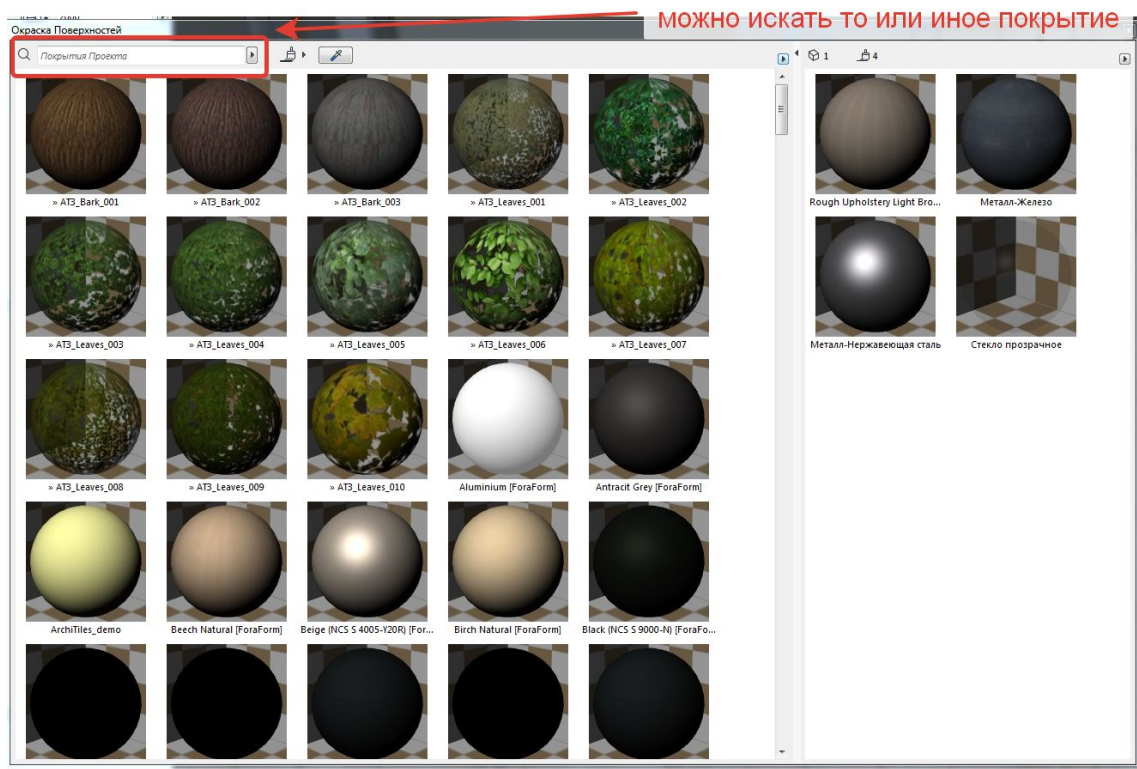 можно искать то или иное покрытие
Окраска Поверхностей
Покрытия Проекта
1
4
» AT3_Bark_001
» AT3_Bark_002
» AT3_Bark_003
» AT3_Leaves_001
» AT3_Leaves_002
Rough Upholstery Light Bro...
Металл-Железо
» AT3_Leaves_003
» AT3_Leaves_004
» AT3_Leaves_005
» AT3_Leaves_006
» AT3_Leaves_007
Металл-Нержавеющая сталь
Стекло прозрачное
» AT3_Leaves_008
» AT3_Leaves_009
» AT3_Leaves_010
Aluminium [ForaForm]
Antracit Grey [ForaForm]
ArchiTiles_demo
Beech Natural [ForaForm]
Beige (NCS S 4005-Y20R) [For...
Birch Natural [ForaForm]
Black (NCS S 9000-N) [ForaFo...